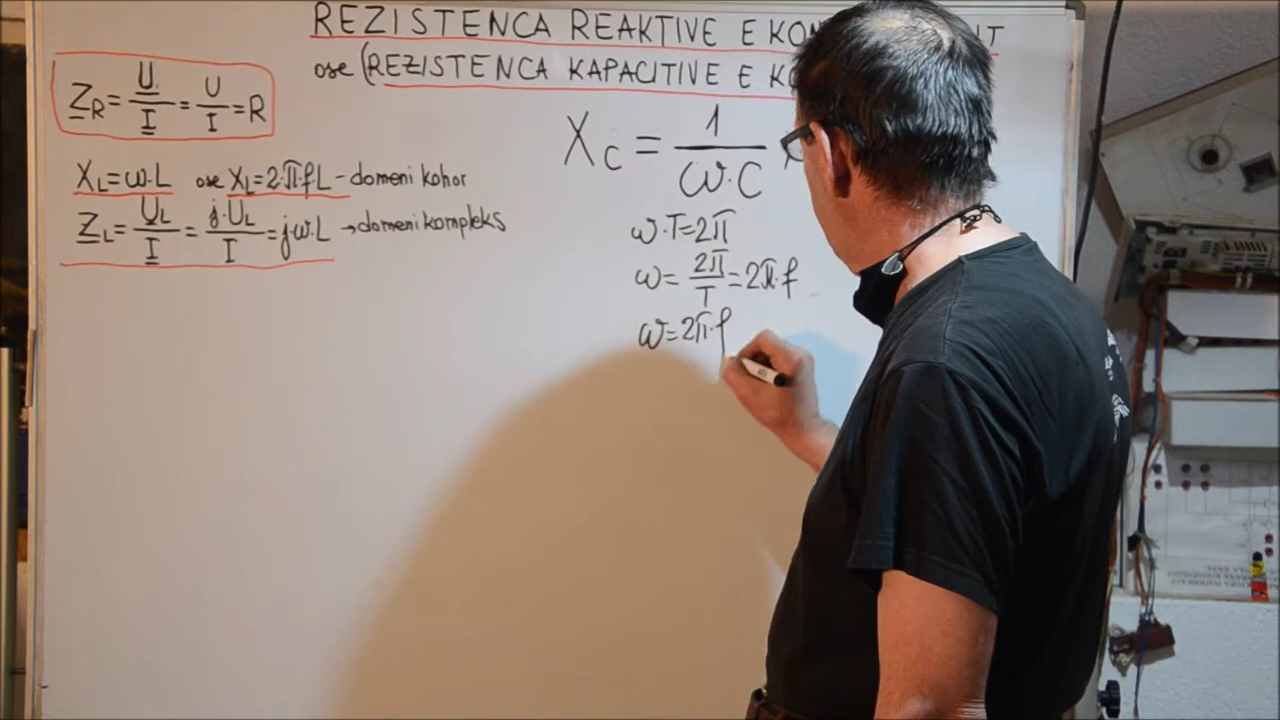 REZISTENCA REAKTIVE E
ose (REZISTENCA KAPACITIVE E
Z_R = U/I = U/I = R
X_L = ω·L ose X_L = 2·π·fL - domeni kohor
Z_L = U_L/I = j·U_L/I = jω·L → domeni kompleks
X_C = 1/ω·C
ω·T = 2π
ω = 2π/T = 2π·f
ω = 2π·f